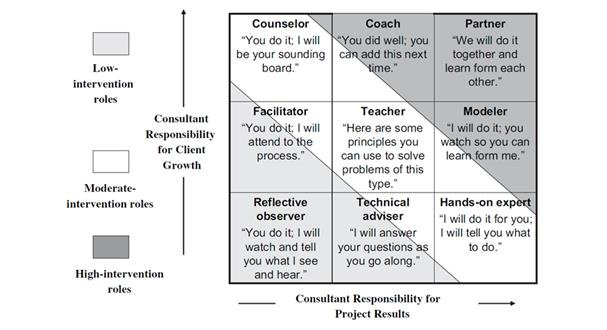 Low-
intervention
roles
Moderate-
intervention roles
High-intervention
roles
Consultant
Responsibility
for Client
Growth
Counselor
“You do it; I will
be your sounding
board.”
Coach
“You did well; you
can add this next
time.”
Partner
“We will do it
together and
learn form each
other.”
Facilitator
“You do it; I will
attend to the
process.”
Teacher
“Here are some
principles you
can use to solve
problems of this
type.”
Modeler
“I will do it; you
watch so you can
learn form me.”
Reflective
observer
“You do it; I will
watch and tell
you what I see
and hear.”
Technical
adviser
“I will answer
your questions as
you go along.”
Hands-on expert
“I will do it for you;
I will tell you what
to do.”
Consultant Responsibility for
Project Results